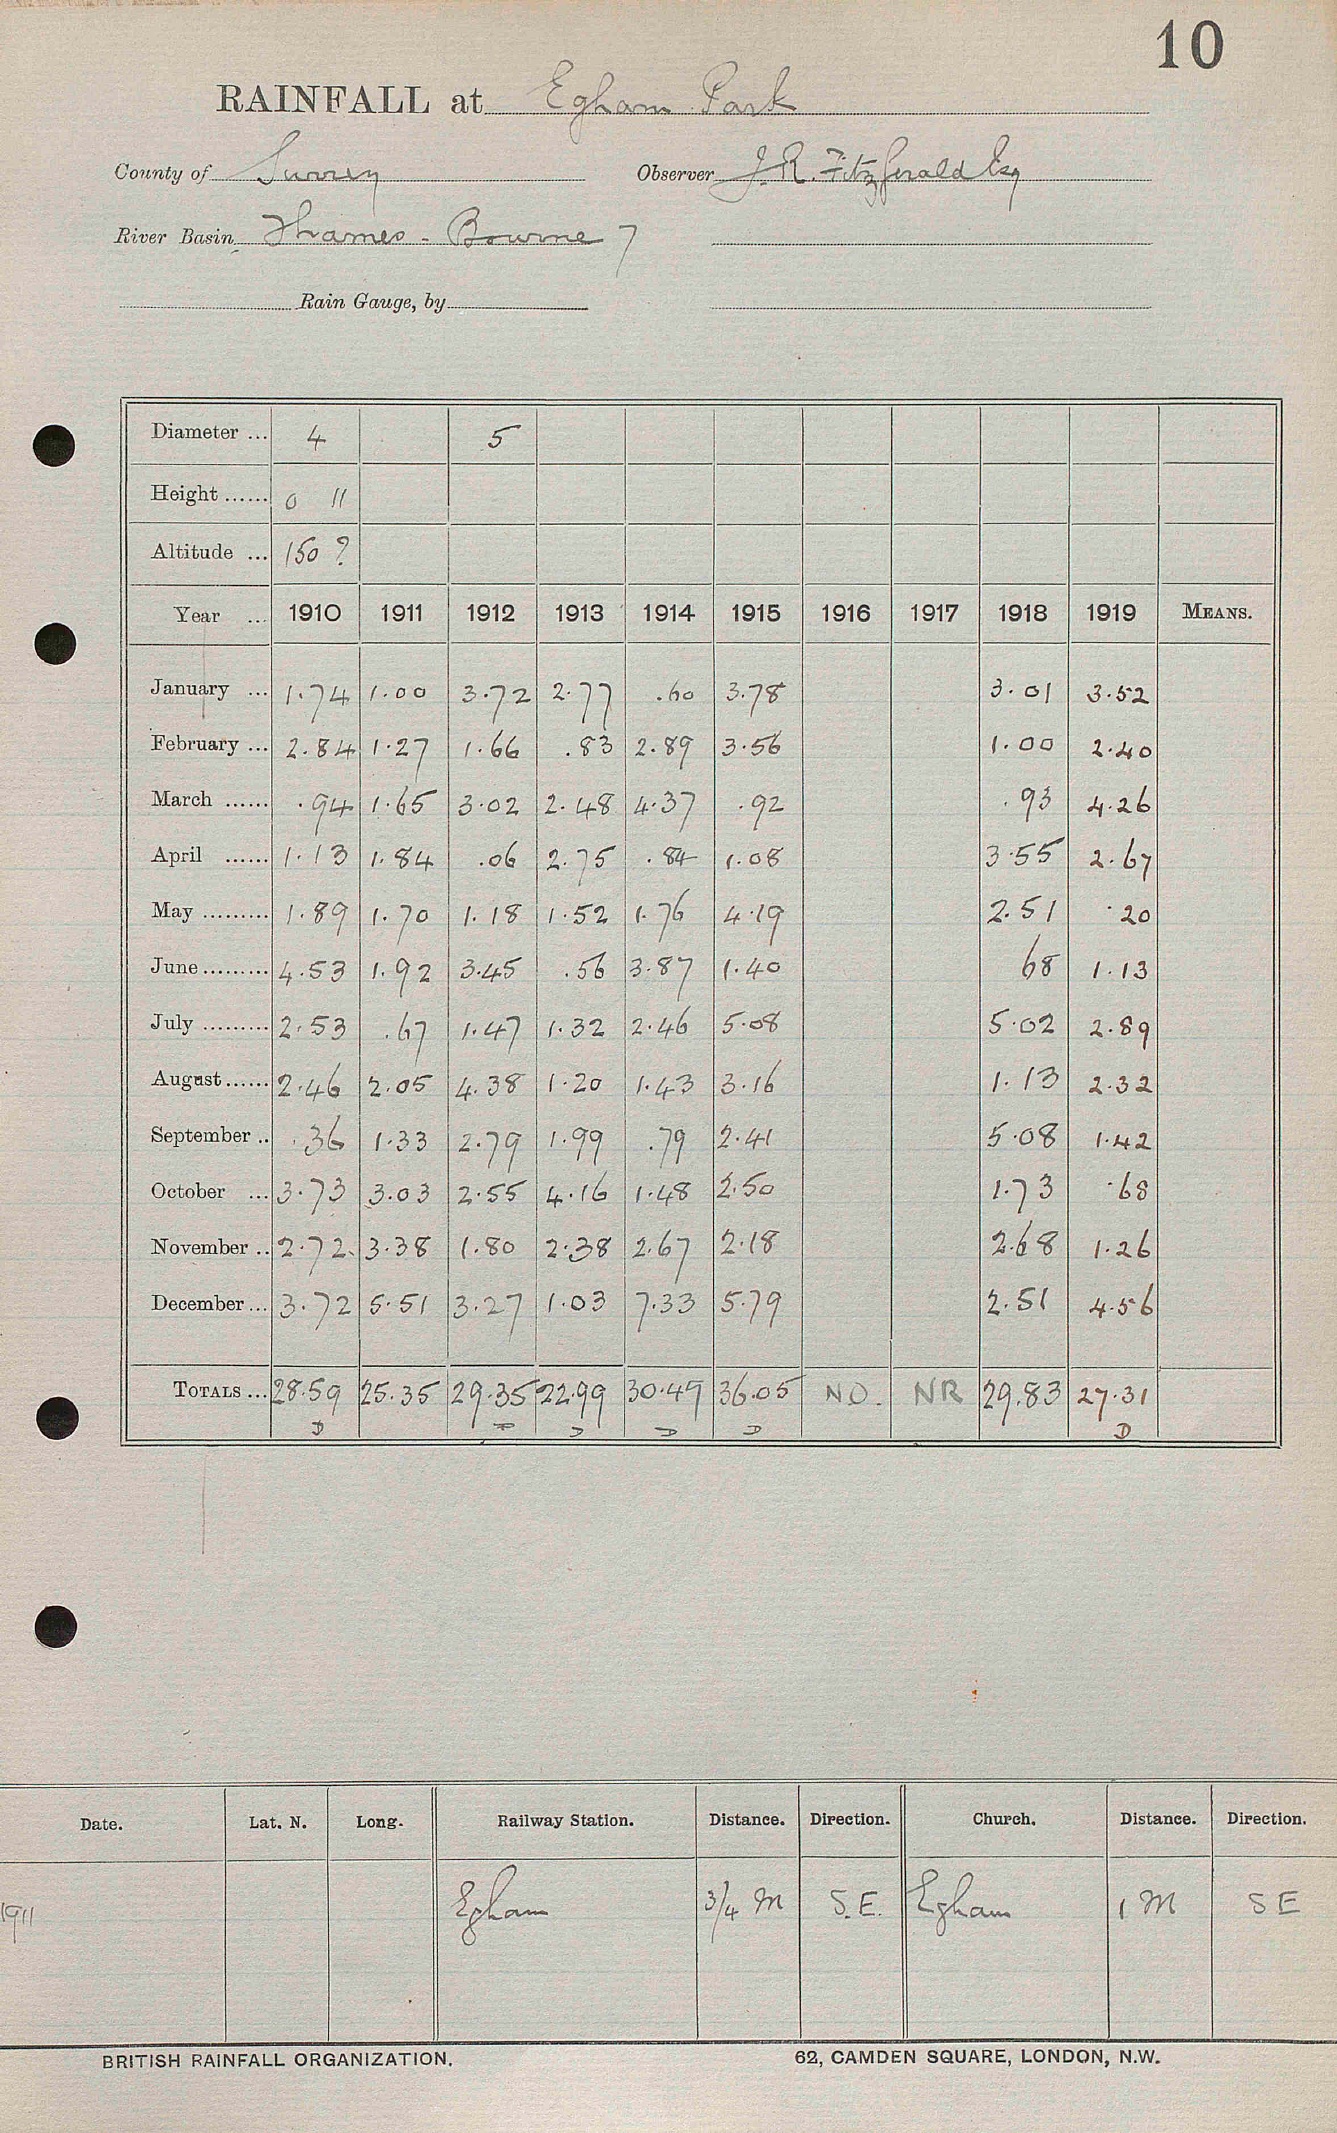 10
RAINFALL at Egham Park
County of Surrey Observer J. R. Fitzgerald Esq
River Basin Thames - Bourne 7
Rain Gauge, by
Diameter ... 4 5
Height ...... 0 11
Altitude ... 150 ?
Year ... 1910 1911 1912 1913 1914 1915 1916 1917 1918 1919 MEANS.
January ... 1.74 1.00 3.72 2.77 .60 3.78 3.01 3.52
February ... 2.84 1.27 1.66 .83 2.89 3.56 1.00 2.40
March ...... .94 1.65 3.02 2.48 4.37 .92 .93 4.26
April ...... 1.13 1.84 .06 2.75 .84 1.08 3.55 2.67
May ......... 1.89 1.70 1.18 1.52 1.76 4.19 2.51 .20
June ......... 4.53 1.92 3.45 .56 3.87 1.40 68 1.13
July ......... 2.53 .67 1.47 1.32 2.46 5.08 5.02 2.89
August ...... 2.46 2.05 4.38 1.20 1.43 3.16 1.13 2.32
September .. .36 1.33 2.79 1.99 .79 2.41 5.08 1.42
October ... 3.73 3.03 2.55 4.16 1.48 2.50 1.73 .68
November .. 2.72 3.38 1.80 2.38 2.67 2.18 2.68 1.26
December ... 3.72 5.51 3.27 1.03 7.33 5.79 2.51 4.56
TOTALS ... 28.59 25.35 29.35 22.99 30.49 36.05 NO. NR 29.83 27.31
D D D D D D
Date. Lat. N. Long. Railway Station. Distance. Direction. Church. Distance. Direction.
1911 Egham 3/4 M S.E. Egham 1 M S E
BRITISH RAINFALL ORGANIZATION. 62, CAMDEN SQUARE, LONDON, N.W.